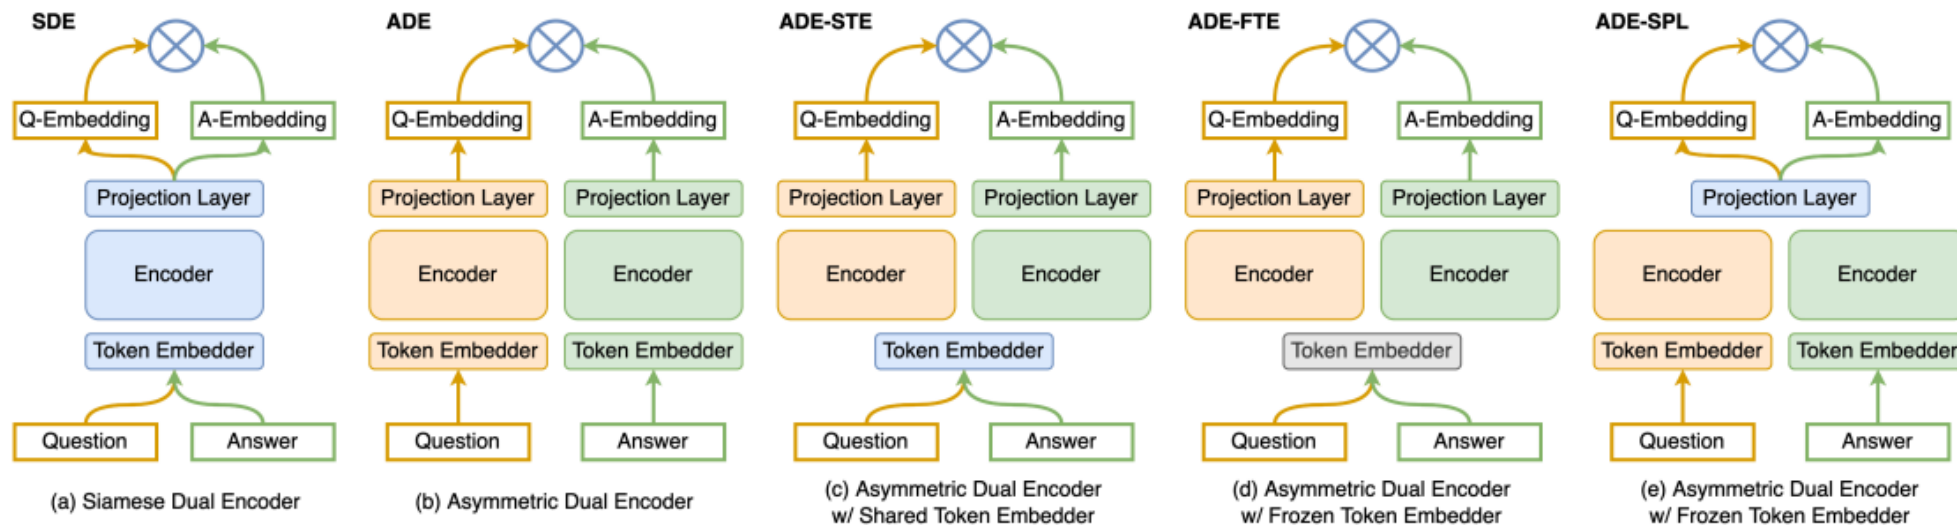 SDE
Q-Embedding
A-Embedding
Projection Layer
Encoder
Token Embedder
Question
Answer
(a) Siamese Dual Encoder
ADE
Q-Embedding
A-Embedding
Projection Layer
Projection Layer
Encoder
Encoder
Token Embedder
Token Embedder
Question
Answer
(b) Asymmetric Dual Encoder
ADE-STE
Q-Embedding
A-Embedding
Projection Layer
Projection Layer
Encoder
Encoder
Token Embedder
Question
Answer
(c) Asymmetric Dual Encoder
w/ Shared Token Embedder
ADE-FTE
Q-Embedding
A-Embedding
Projection Layer
Projection Layer
Encoder
Encoder
Token Embedder
Question
Answer
(d) Asymmetric Dual Encoder
w/ Frozen Token Embedder
ADE-SPL
Q-Embedding
A-Embedding
Projection Layer
Encoder
Encoder
Token Embedder
Token Embedder
Question
Answer
(e) Asymmetric Dual Encoder
w/ Frozen Token Embedder